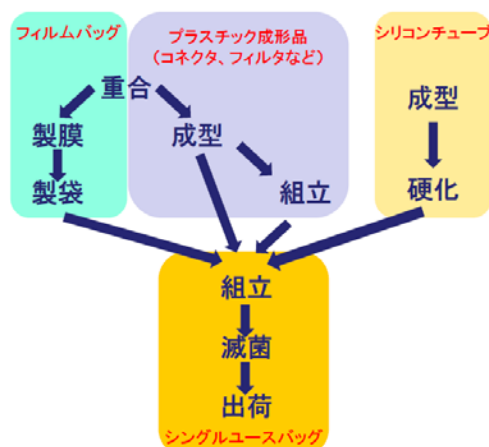 フィルムバッグ
プラスチック成形品
（コネクタ、フィルタなど）
シリコンチューブ
重合
製膜
製袋
成型
組立
成型
硬化
組立
滅菌
出荷
シングルユースバッグ